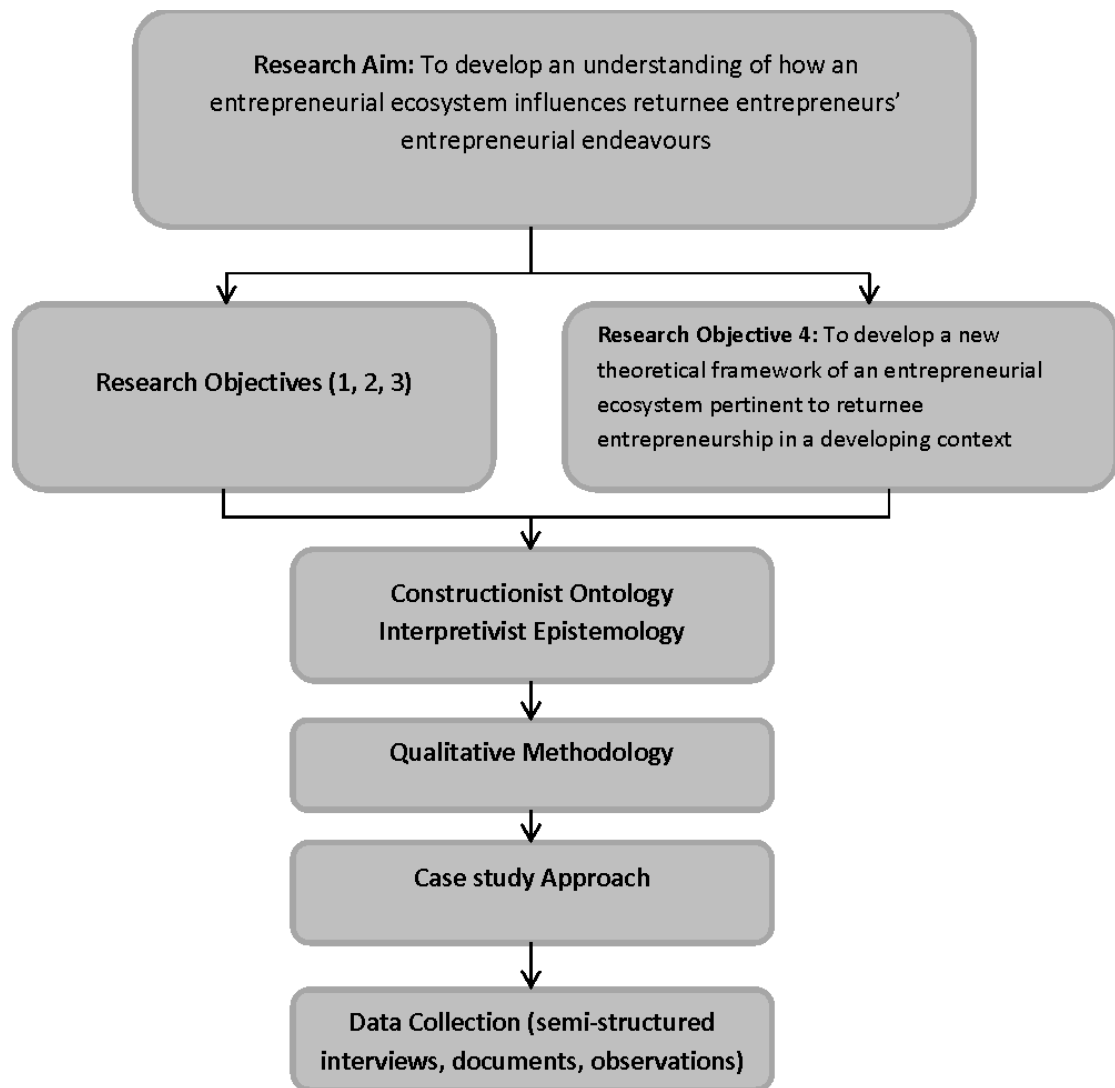 Research Aim: To develop an understanding of how an
entrepreneurial ecosystem influences returnee entrepreneurs’
entrepreneurial endeavours
Research Objectives (1, 2, 3)
Research Objective 4: To develop a new
theoretical framework of an entrepreneurial
ecosystem pertinent to returnee
entrepreneurship in a developing context
Constructionist Ontology
Interpretivist Epistemology
Qualitative Methodology
Case study Approach
Data Collection (semi-structured
interviews, documents, observations)